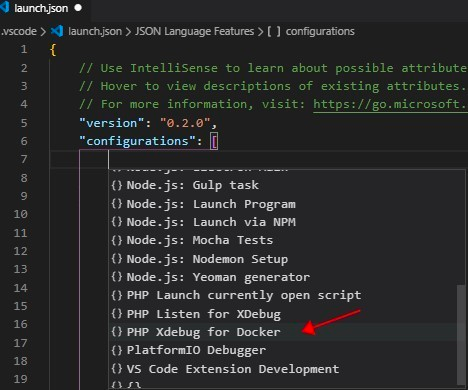 launch.json
.vscode > launch.json > JSON Language Features > [ ] configurations
1 {
2 // Use IntelliSense to learn about possible attribute
3 // Hover to view descriptions of existing attributes.
4 // For more information, visit: https://go.microsoft.
5 "version": "0.2.0",
6 "configurations": [
7
8
9 {} Node.js: Gulp task
10 {} Node.js: Launch Program
{} Node.js: Launch via NPM
11 {} Node.js: Mocha Tests
12 {} Node.js: Nodemon Setup
13 {} Node.js: Yeoman generator
14 {} PHP Launch currently open script
15 {} PHP Listen for XDebug
16 {} PHP Xdebug for Docker
17 {} PlatformIO Debugger
18 {} VS Code Extension Development
19 {}